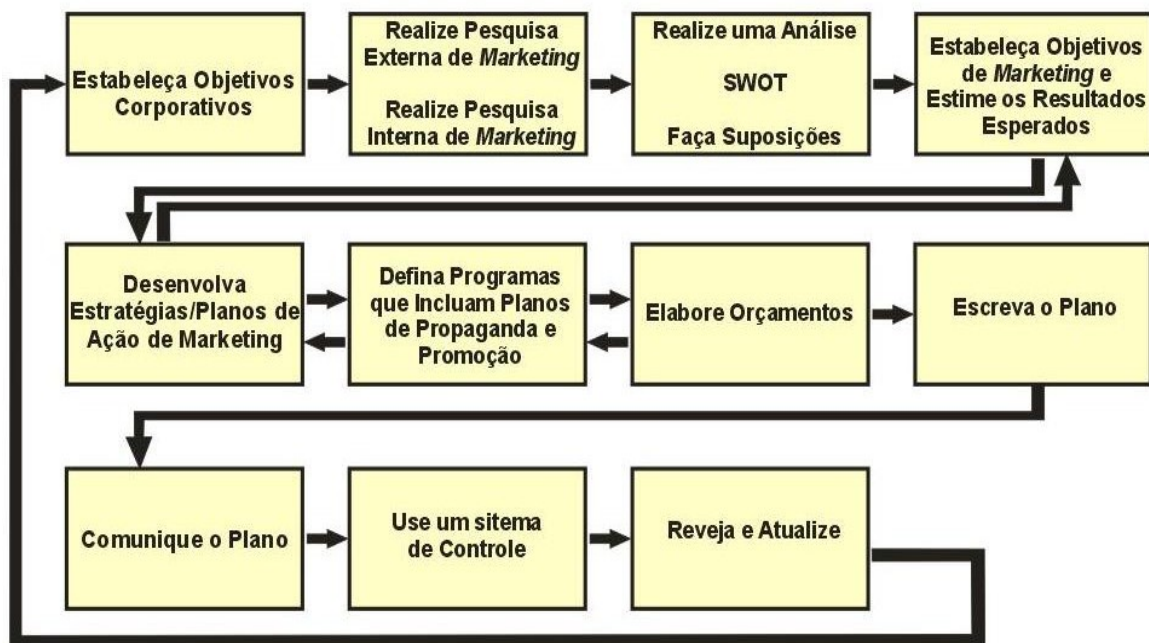 Estabeleça Objetivos
Corporativos
Realize Pesquisa
Externa de Marketing
Realize Pesquisa
Interna de Marketing
Realize uma Análise
SWOT
Faça Suposições
Estabeleça Objetivos
de Marketing e
Estime os Resultados
Esperados
Desenvolva
Estratégias/Planos de
Ação de Marketing
Defina Programas
que Incluam Planos
de Propaganda e
Promoção
Elabore Orçamentos
Escreva o Plano
Comunique o Plano
Use um sitema
de Controle
Reveja e Atualize